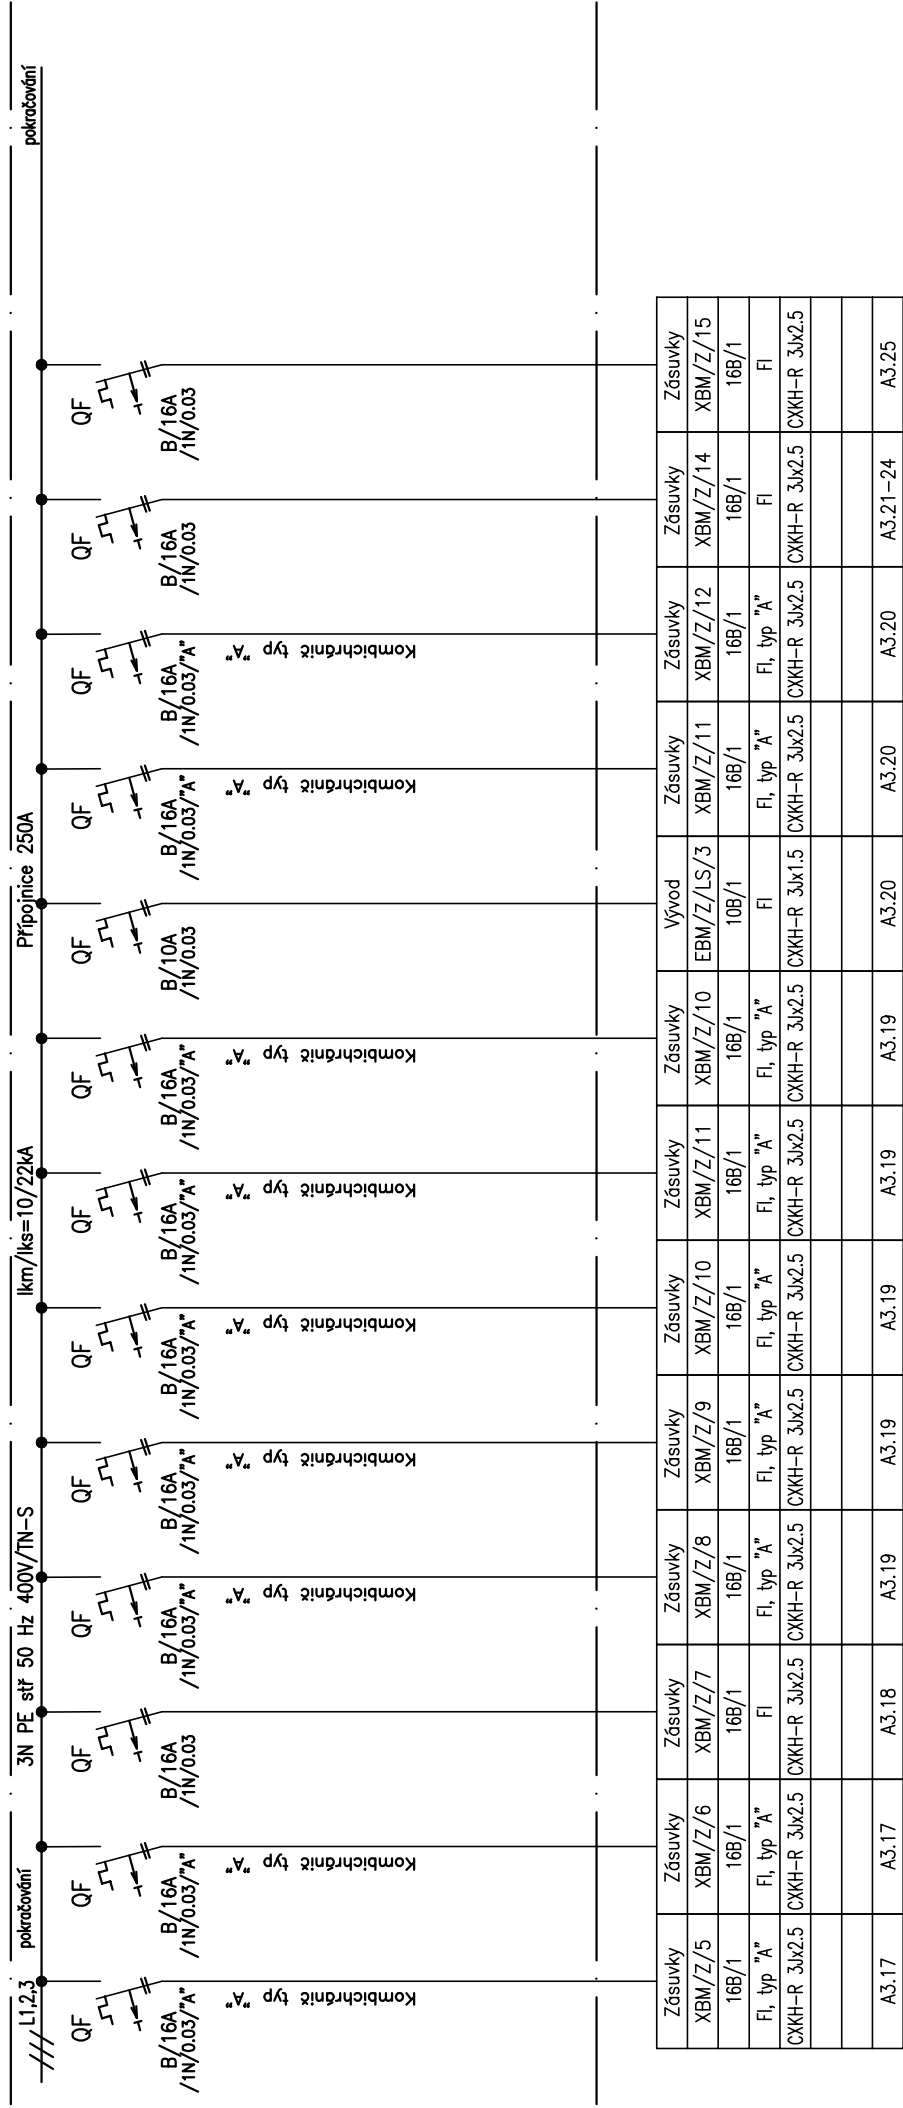 L1,2,3
pokračování
3N PE stř 50 Hz 400V/TN-S
Ikm/Iks=10/22kA
Přípojnice 250A
pokračování
QF
B/16A
/1N/0.03/"A"
Kombichránič typ "A"
QF
B/16A
/1N/0.03/"A"
Kombichránič typ "A"
QF
B/16A
/1N/0.03
QF
B/16A
/1N/0.03/"A"
Kombichránič typ "A"
QF
B/16A
/1N/0.03/"A"
Kombichránič typ "A"
QF
B/16A
/1N/0.03/"A"
Kombichránič typ "A"
QF
B/16A
/1N/0.03/"A"
Kombichránič typ "A"
QF
B/16A
/1N/0.03/"A"
Kombichránič typ "A"
QF
B/10A
/1N/0.03
QF
B/16A
/1N/0.03/"A"
Kombichránič typ "A"
QF
B/16A
/1N/0.03/"A"
Kombichránič typ "A"
QF
B/16A
/1N/0.03
QF
B/16A
/1N/0.03
Zásuvky Zásuvky Zásuvky Zásuvky Zásuvky Zásuvky Zásuvky Zásuvky Vývod Zásuvky Zásuvky Zásuvky Zásuvky
XBM/Z/5 XBM/Z/6 XBM/Z/7 XBM/Z/8 XBM/Z/9 XBM/Z/10 XBM/Z/11 XBM/Z/10 EBM/Z/LS/3 XBM/Z/11 XBM/Z/12 XBM/Z/14 XBM/Z/15
16B/1 16B/1 16B/1 16B/1 16B/1 16B/1 16B/1 16B/1 10B/1 16B/1 16B/1 16B/1 16B/1
FI, typ "A" FI, typ "A" FI FI, typ "A" FI, typ "A" FI, typ "A" FI, typ "A" FI, typ "A" FI FI, typ "A" FI, typ "A" FI FI
CXKH-R 3Jx2.5 CXKH-R 3Jx2.5 CXKH-R 3Jx2.5 CXKH-R 3Jx2.5 CXKH-R 3Jx2.5 CXKH-R 3Jx2.5 CXKH-R 3Jx2.5 CXKH-R 3Jx2.5 CXKH-R 3Jx1.5 CXKH-R 3Jx2.5 CXKH-R 3Jx2.5 CXKH-R 3Jx2.5 CXKH-R 3Jx2.5
A3.17 A3.17 A3.18 A3.19 A3.19 A3.19 A3.19 A3.19 A3.20 A3.20 A3.20 A3.21-24 A3.25